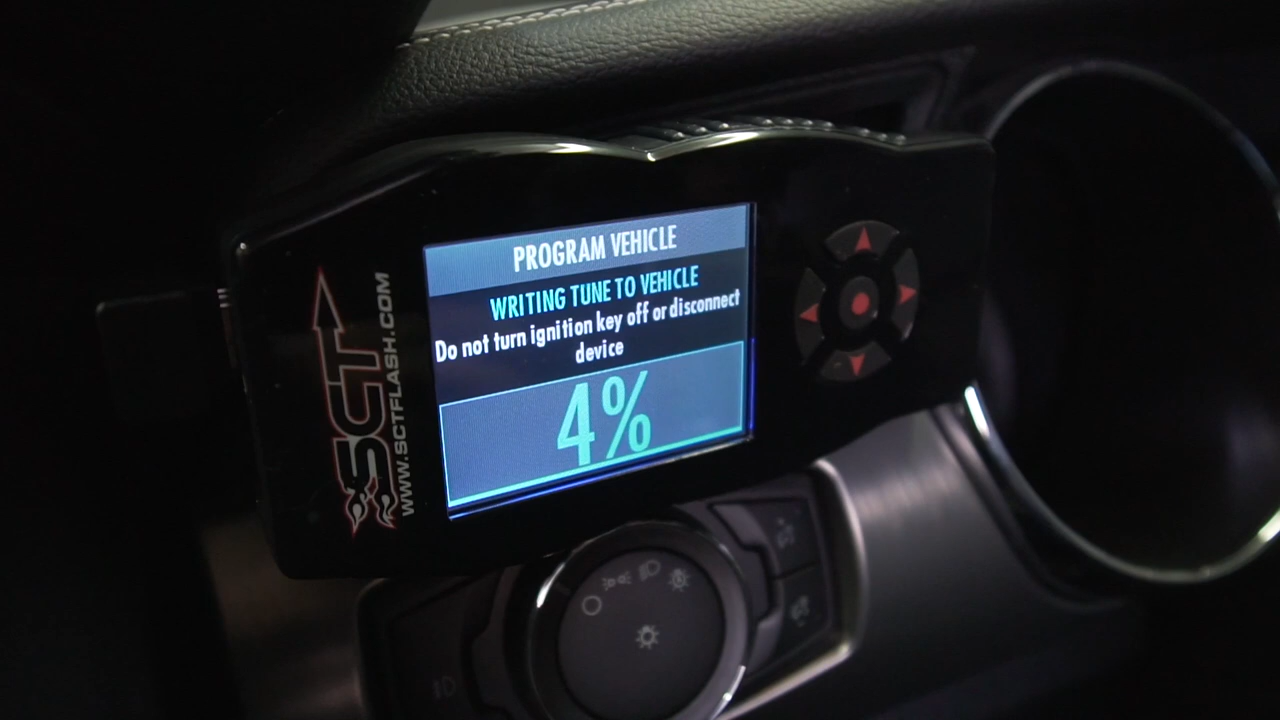 PROGRAM VEHICLE
WRITING TUNE TO VEHICLE
Do not turn ignition key off or disconnect
device
4%
SCT
WWW.SCTFLASH.COM